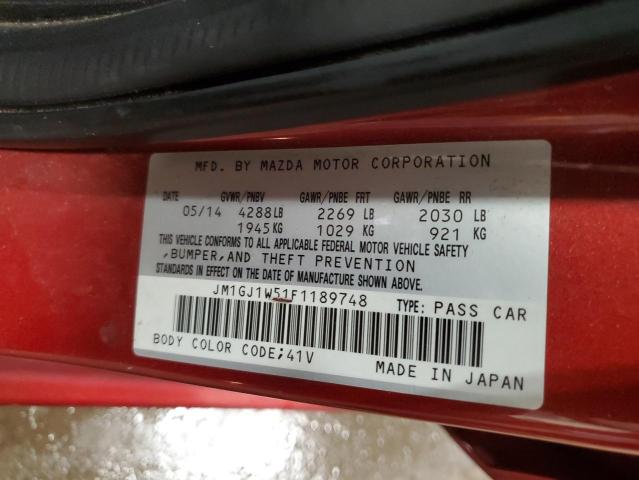 MFD. BY MAZDA MOTOR CORPORATION
DATE GVWR/PNBV GAWR/PNBE FRT GAWR/PNBE RR
05/14 4288LB 2269 LB 2030 LB
1945KG 1029 KG 921 KG
THIS VEHICLE CONFORMS TO ALL APPLICABLE FEDERAL MOTOR VEHICLE SAFETY
,BUMPER,AND THEFT PREVENTION
STANDARDS IN EFFECT ON THE DATE OF MANUFACTURE SHOWN ABOVE.
JM1GJ1W51F1189748 TYPE: PASS CAR
BODY COLOR CODE;41V
MADE IN JAPAN